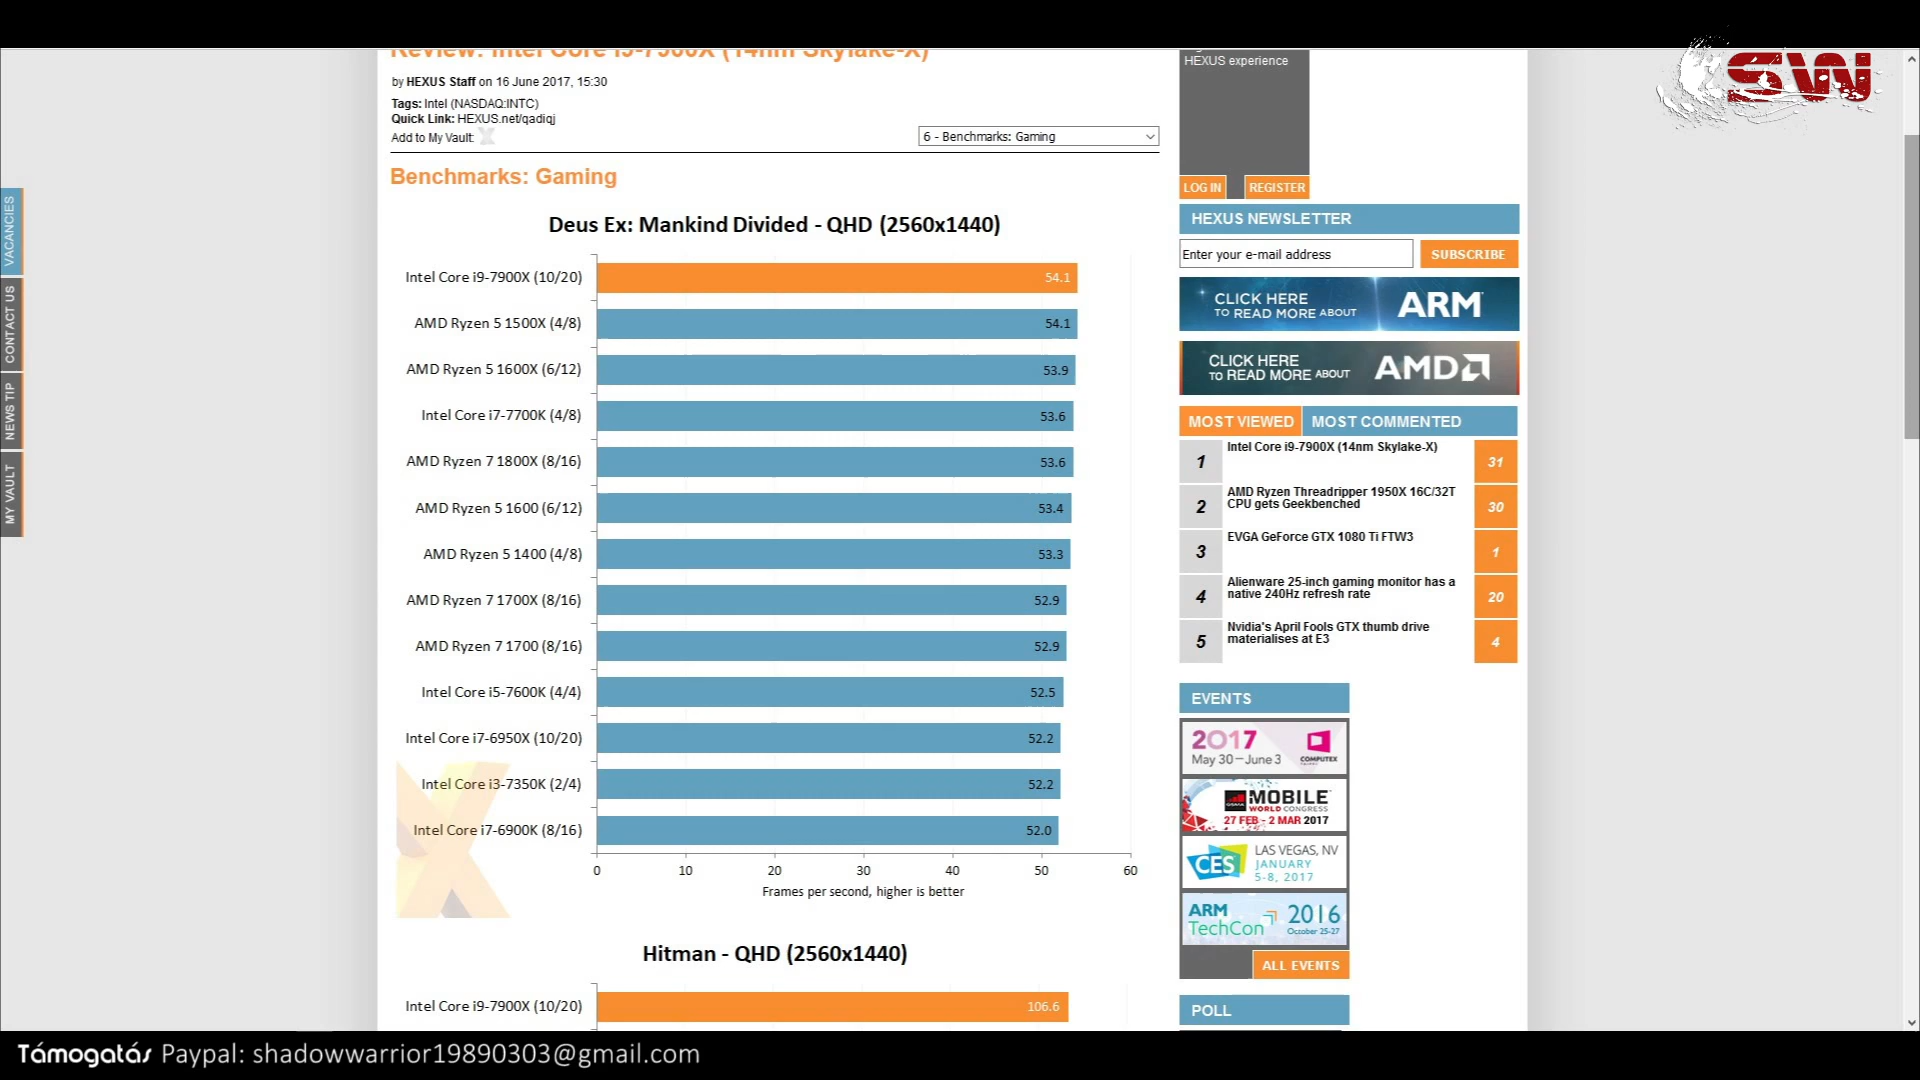 Review: Intel Core i9-7900X (14nm Skylake-X)
by HEXUS Staff on 16 June 2017, 15:30
Tags: Intel (NASDAQ:INTC)
Quick Link: HEXUS.net/qadiqj
Add to My Vault:
6 - Benchmarks: Gaming
Benchmarks: Gaming
Deus Ex: Mankind Divided - QHD (2560x1440)
Intel Core i9-7900X (10/20) 54.1
AMD Ryzen 5 1500X (4/8) 54.1
AMD Ryzen 5 1600X (6/12) 53.9
Intel Core i7-7700K (4/8) 53.6
AMD Ryzen 7 1800X (8/16) 53.6
AMD Ryzen 5 1600 (6/12) 53.4
AMD Ryzen 5 1400 (4/8) 53.3
AMD Ryzen 7 1700X (8/16) 52.9
AMD Ryzen 7 1700 (8/16) 52.9
Intel Core i5-7600K (4/4) 52.5
Intel Core i7-6950X (10/20) 52.2
Intel Core i3-7350K (2/4) 52.2
Intel Core i7-6900K (8/16) 52.0
0 10 20 30 40 50 60
Frames per second, higher is better
Hitman - QHD (2560x1440)
Intel Core i9-7900X (10/20) 106.6
VACANCIES
CONTACT US
NEWS TIP
MY VAULT
HEXUS experience
LOG IN REGISTER
HEXUS NEWSLETTER
Enter your e-mail address SUBSCRIBE
CLICK HERE
TO READ MORE ABOUT ARM
CLICK HERE
TO READ MORE ABOUT AMD
MOST VIEWED MOST COMMENTED
1 Intel Core i9-7900X (14nm Skylake-X) 31
2 AMD Ryzen Threadripper 1950X 16C/32T
CPU gets Geekbenched 30
3 EVGA GeForce GTX 1080 Ti FTW3 1
4 Alienware 25-inch gaming monitor has a
native 240Hz refresh rate 20
5 Nvidia's April Fools GTX thumb drive
materialises at E3 4
EVENTS
2017
May 30 – June 3 COMPUTEX
MOBILE
WORLD CONGRESS
27 FEB - 2 MAR 2017
CES LAS VEGAS, NV
JANUARY
5-8, 2017
ARM
TechCon 2016
October 25-27
ALL EVENTS
POLL
SW
Támogatás Paypal: shadowwarrior19890303@gmail.com